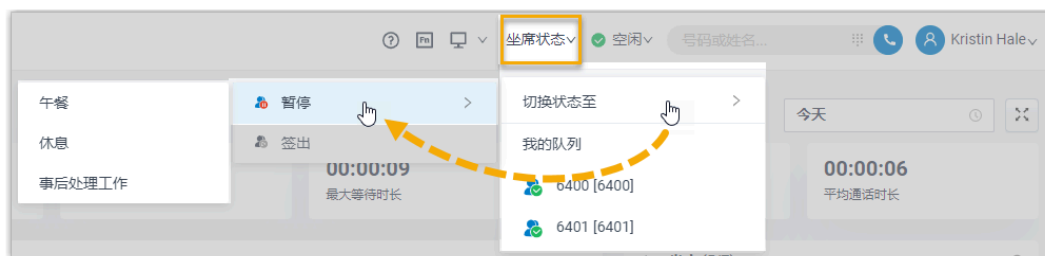 Fn 坐席状态 空闲 号码或姓名... Kristin Hale
午餐
休息
事后处理工作
暂停
签出
切换状态至
我的队列
6400 [6400]
6401 [6401]
今天
00:00:09
最大等待时长
00:00:06
平均通话时长